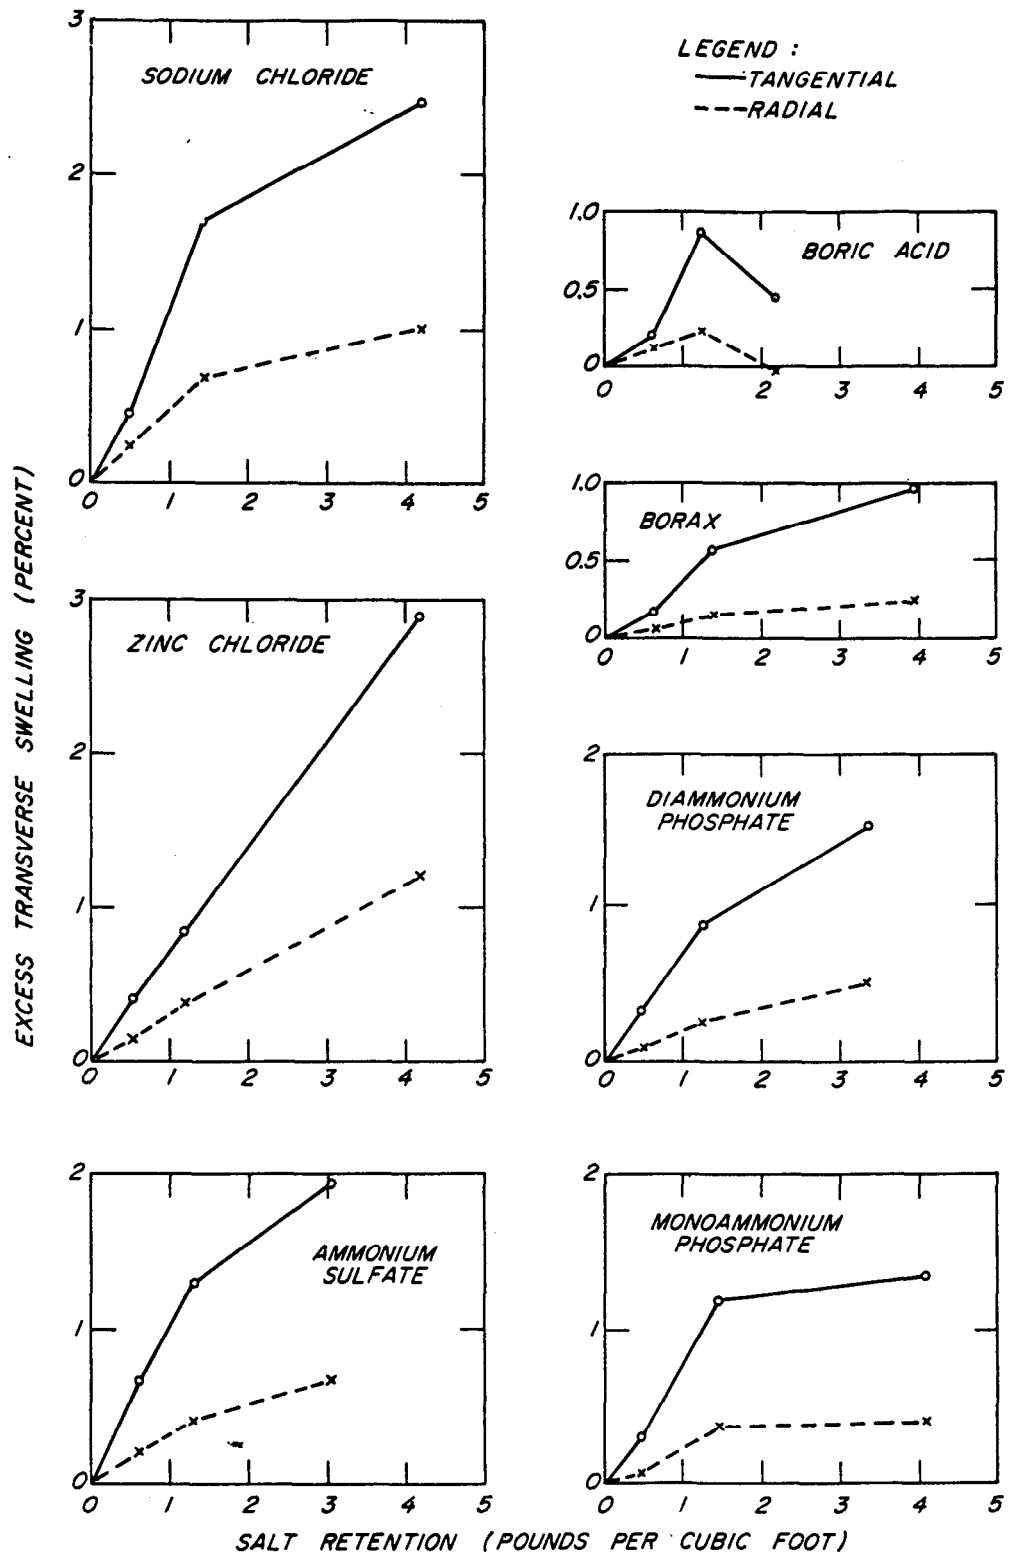 3
SODIUM CHLORIDE
2
1
0
0 1 2 3 4 5
LEGEND :
TANGENTIAL
RADIAL
1.0
BORIC ACID
0.5
0
0 1 2 3 4 5
1.0
BORAX
0.5
0
0 1 2 3 4 5
EXCESS TRANSVERSE SWELLING (PERCENT)
3
ZINC CHLORIDE
2
1
0
0 1 2 3 4 5
2
DIAMMONIUM
PHOSPHATE
1
0
0 1 2 3 4 5
2
AMMONIUM
SULFATE
1
0
0 1 2 3 4 5
2
MONOAMMONIUM
PHOSPHATE
1
0
0 1 2 3 4 5
SALT RETENTION (POUNDS PER CUBIC FOOT)